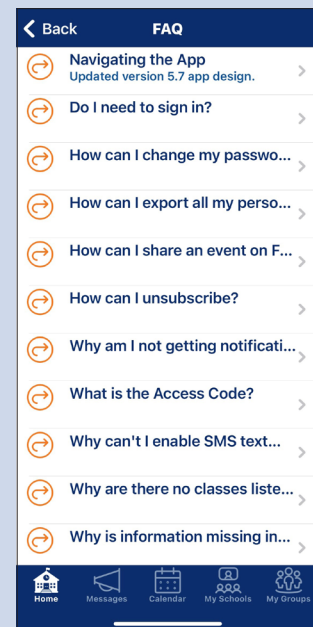 Back FAQ
Navigating the App
Updated version 5.7 app design.
Do I need to sign in?
How can I change my passwo...
How can I export all my perso...
How can I share an event on F...
How can I unsubscribe?
Why am I not getting notificati...
What is the Access Code?
Why can't I enable SMS text...
Why are there no classes liste...
Why is information missing in...
Home Messages Calendar My Schools My Groups